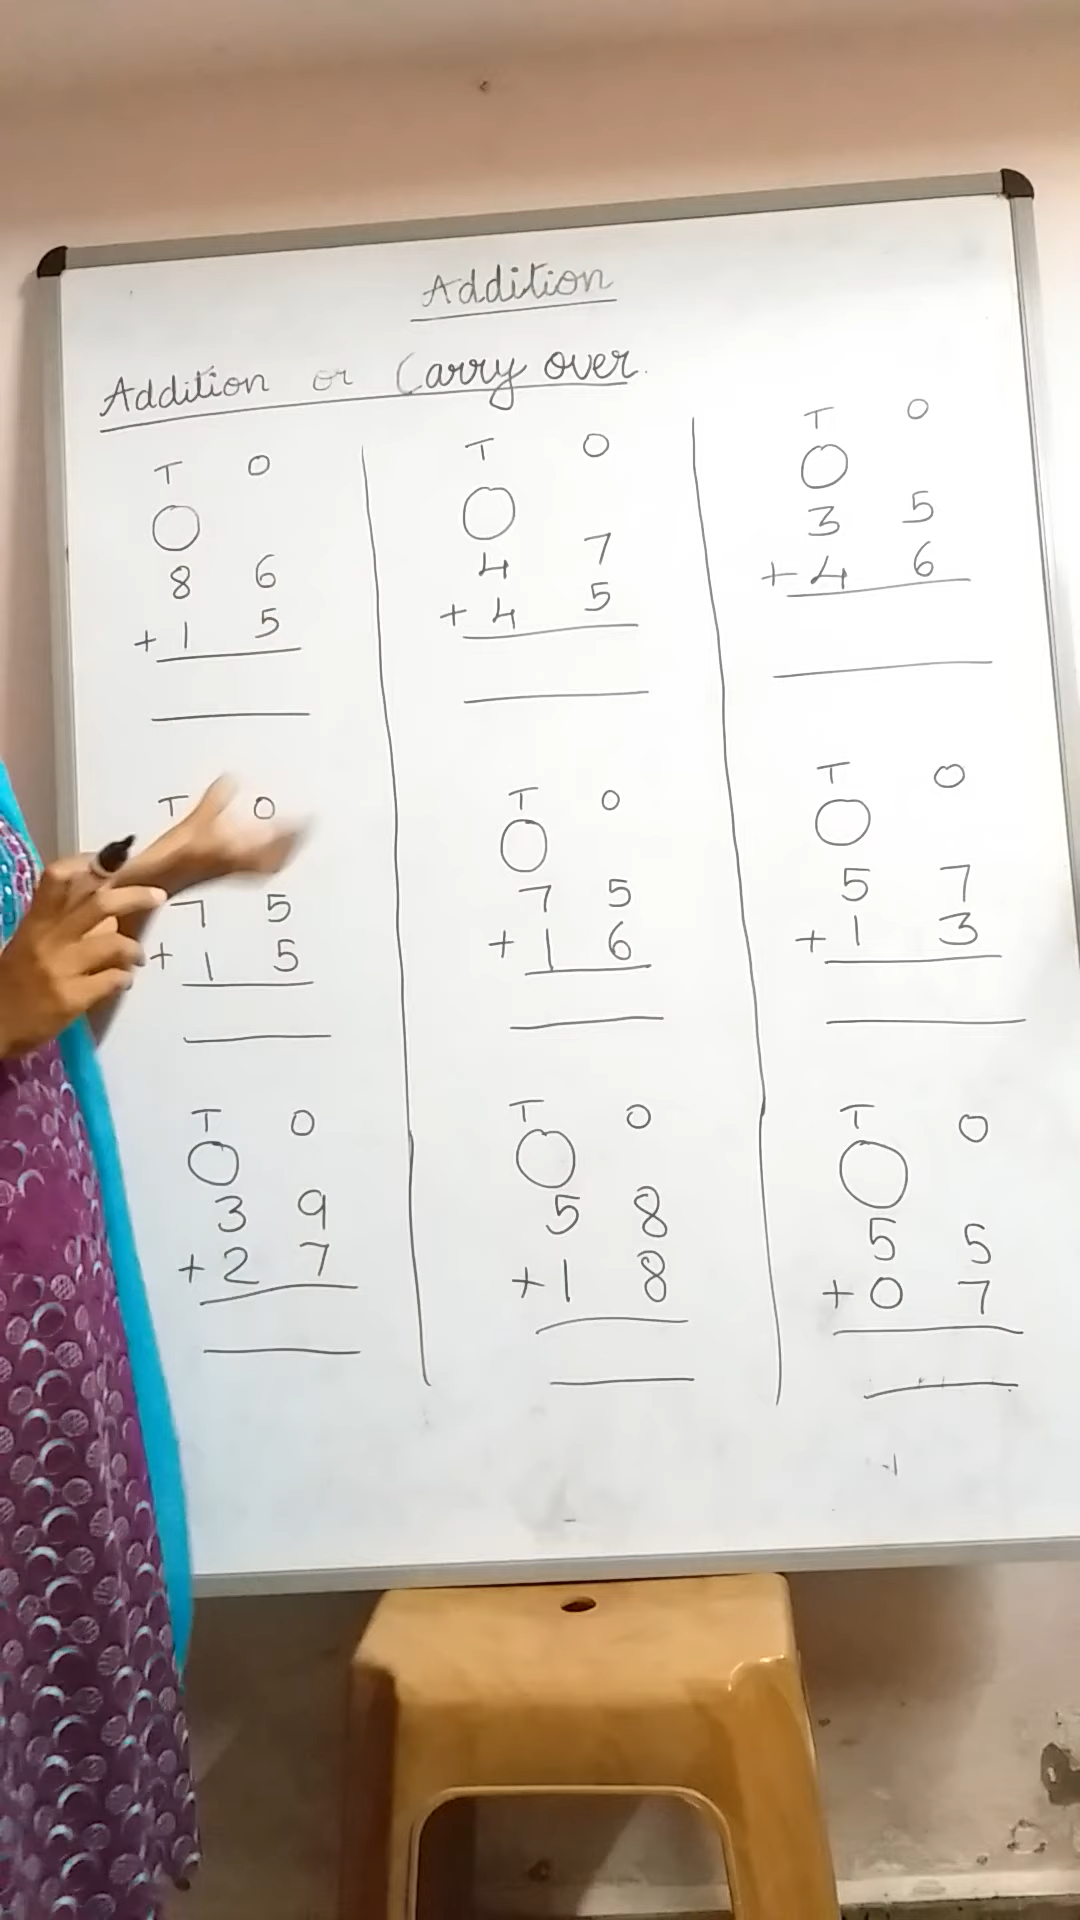 Addition
Addition or Carry over.
T O
8 6
+ 1 5
T O
4 7
+ 4 5
T O
3 5
+ 4 6
T O
7 5
+ 1 5
T O
7 5
+ 1 6
T O
5 7
+ 1 3
T O
3 9
+ 2 7
T O
5 8
+ 1 8
T O
5 5
+ 0 7